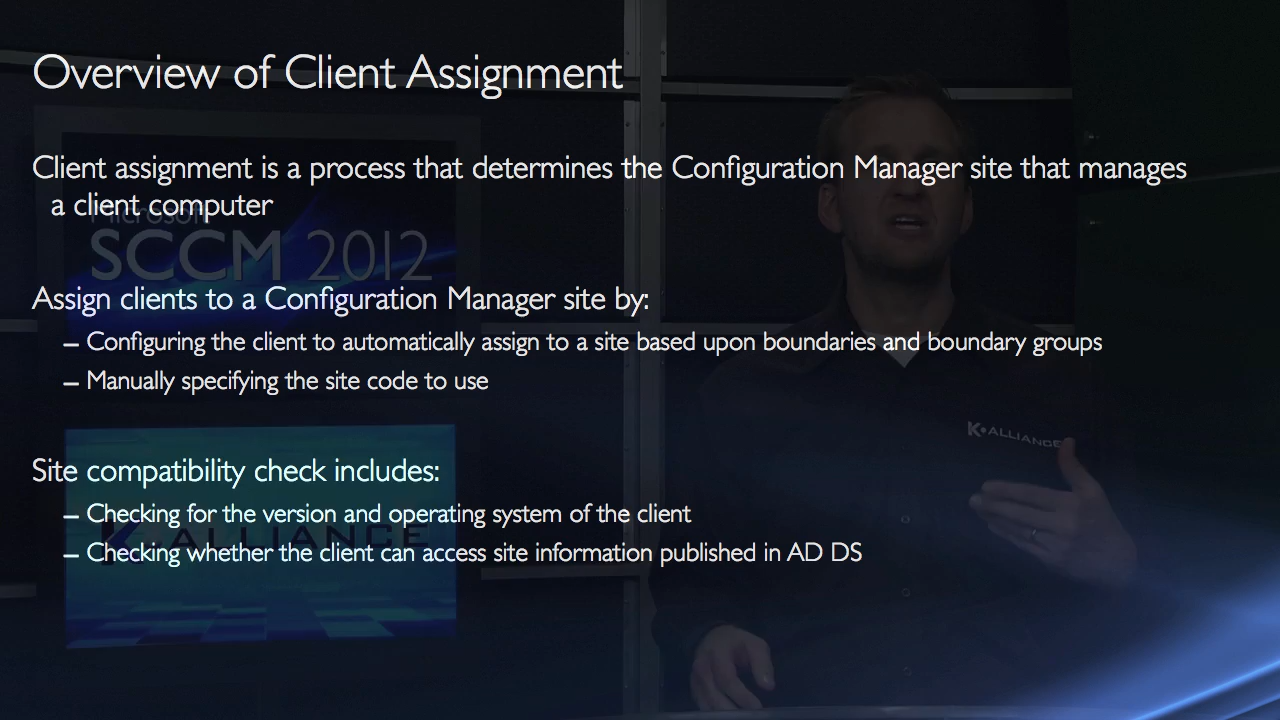 Overview of Client Assignment
Client assignment is a process that determines the Configuration Manager site that manages
a client computer
Microsoft
SCCM 2012
Assign clients to a Configuration Manager site by:
– Configuring the client to automatically assign to a site based upon boundaries and boundary groups
– Manually specifying the site code to use
K•ALLIANCE
Site compatibility check includes:
– Checking for the version and operating system of the client
K•ALLIANCE
– Checking whether the client can access site information published in AD DS